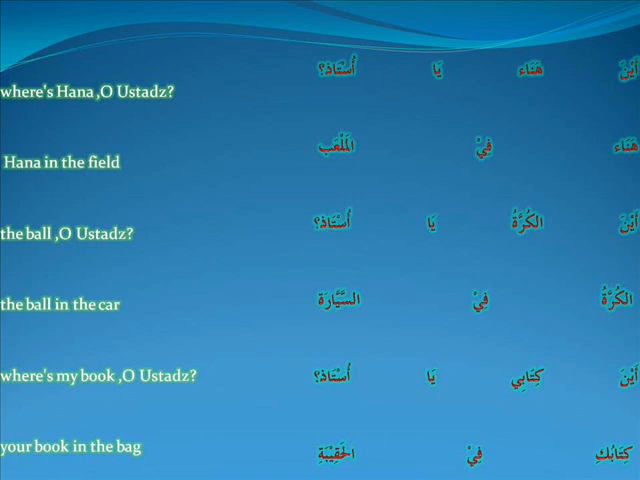 where's Hana ,O Ustadz?
أَيْنَ هَنَاء يَا أُسْتَاذ؟
Hana in the field
هَنَاء فِيْ المَلْعَب
the ball ,O Ustadz?
أَيْنَ الكُرَّةُ يَا أُسْتَاذ؟
the ball in the car
الكُرَّةُ فِيْ السَّيَّارَة
where's my book ,O Ustadz?
أَيْنَ كِتَابِي يَا أُسْتَاذ؟
your book in the bag
كِتَابُكِ فِيْ الحَقِيْبَةِ